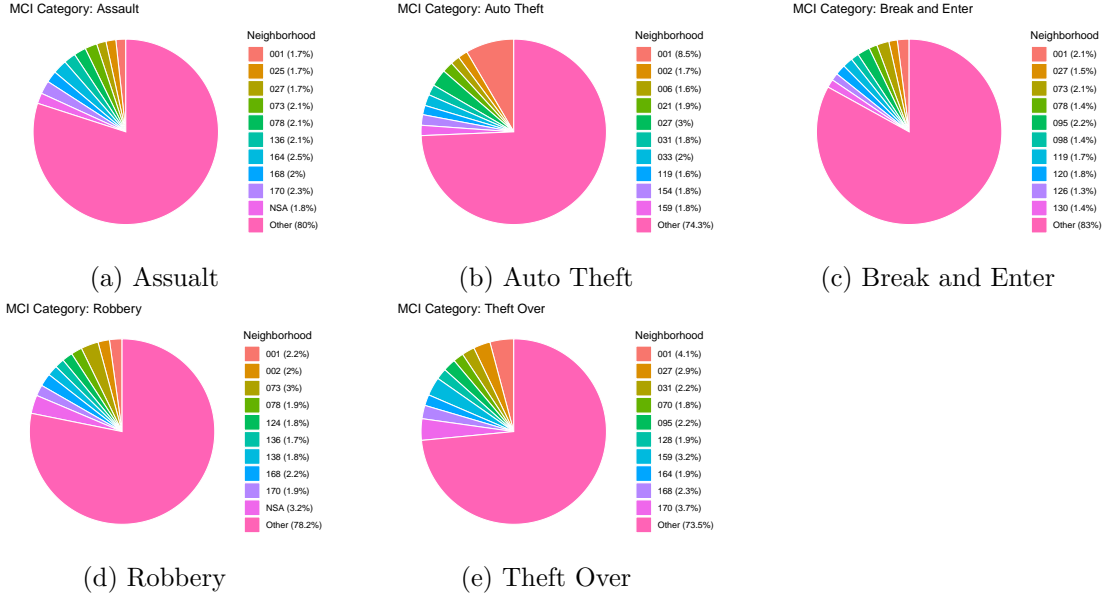 MCI Category: Assault
Neighborhood
001 (1.7%)
025 (1.7%)
027 (1.7%)
073 (2.1%)
078 (2.1%)
136 (2.1%)
164 (2.5%)
168 (2%)
170 (2.3%)
NSA (1.8%)
Other (80%)
(a) Assualt
MCI Category: Auto Theft
Neighborhood
001 (8.5%)
002 (1.7%)
006 (1.6%)
021 (1.9%)
027 (3%)
031 (1.8%)
033 (2%)
119 (1.6%)
154 (1.8%)
159 (1.8%)
Other (74.3%)
(b) Auto Theft
MCI Category: Break and Enter
Neighborhood
001 (2.1%)
027 (1.5%)
073 (2.1%)
078 (1.4%)
095 (2.2%)
098 (1.4%)
119 (1.7%)
120 (1.8%)
126 (1.3%)
130 (1.4%)
Other (83%)
(c) Break and Enter
MCI Category: Robbery
Neighborhood
001 (2.2%)
002 (2%)
073 (3%)
078 (1.9%)
124 (1.8%)
136 (1.7%)
138 (1.8%)
168 (2.2%)
170 (1.9%)
NSA (3.2%)
Other (78.2%)
(d) Robbery
MCI Category: Theft Over
Neighborhood
001 (4.1%)
027 (2.9%)
031 (2.2%)
070 (1.8%)
095 (2.2%)
128 (1.9%)
159 (3.2%)
164 (1.9%)
168 (2.3%)
170 (3.7%)
Other (73.5%)
(e) Theft Over